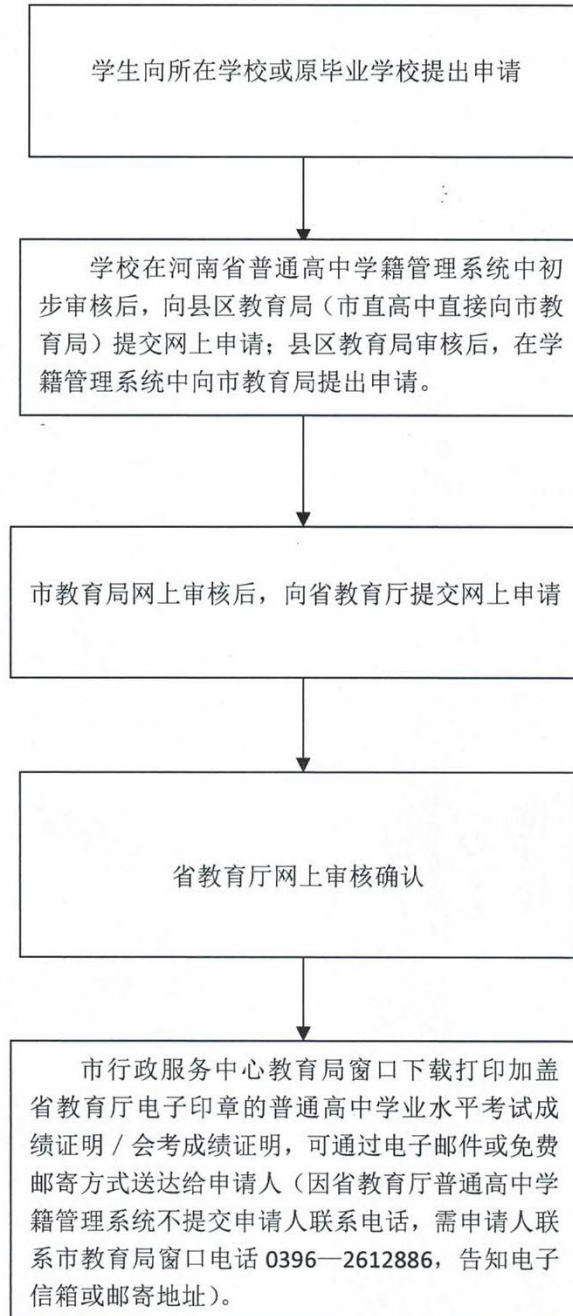 学生向所在学校或原毕业学校提出申请
学校在河南省普通高中学籍管理系统中初
步审核后，向县区教育局（市直高中直接向市教
育局）提交网上申请；县区教育局审核后，在学
籍管理系统中向市教育局提出申请。
市教育局网上审核后，向省教育厅提交网上申请
省教育厅网上审核确认
市行政服务中心教育局窗口下载打印加盖
省教育厅电子印章的普通高中学业水平考试成
绩证明／会考成绩证明，可通过电子邮件或免费
邮寄方式送达给申请人（因省教育厅普通高中学
籍管理系统不提交申请人联系电话，需申请人联
系市教育局窗口电话 0396—2612886，告知电子
信箱或邮寄地址）。